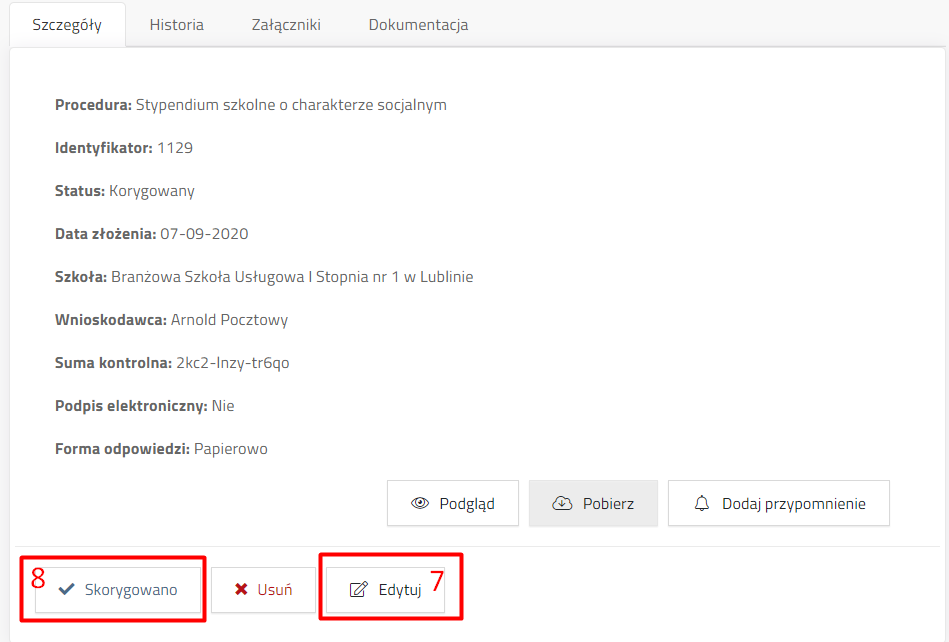 Szczegóły Historia Załączniki Dokumentacja
Procedura: Stypendium szkolne o charakterze socjalnym
Identyfikator: 1129
Status: Korygowany
Data złożenia: 07-09-2020
Szkoła: Branżowa Szkoła Usługowa I Stopnia nr 1 w Lublinie
Wnioskodawca: Arnold Pocztowy
Suma kontrolna: 2kc2-lnzy-tr6qo
Podpis elektroniczny: Nie
Forma odpowiedzi: Papierowo
Podgląd Pobierz Dodaj przypomnienie
8 Skorygowano Usuń Edytuj 7